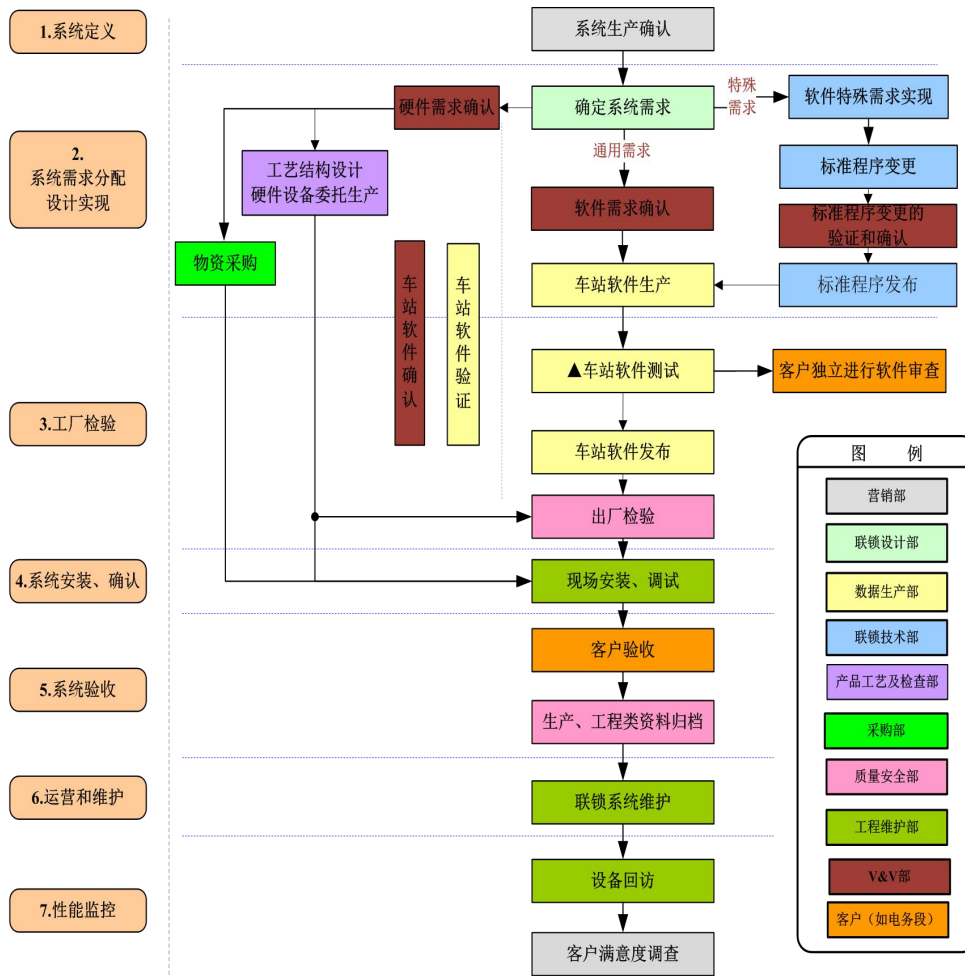 1.系统定义
系统生产确认
2.
系统需求分配
设计实现
硬件需求确认
确定系统需求
特殊
需求
软件特殊需求实现
通用需求
工艺结构设计
硬件设备委托生产
标准程序变更
软件需求确认
标准程序变更的
验证和确认
物资采购
车站软件生产
标准程序发布
车站软件确认
车站软件验证
3.工厂检验
▲车站软件测试
客户独立进行软件审查
车站软件发布
出厂检验
4.系统安装、确认
现场安装、调试
5.系统验收
客户验收
生产、工程类资料归档
6.运营和维护
联锁系统维护
7.性能监控
设备回访
客户满意度调查
图 例
营销部
联锁设计部
数据生产部
联锁技术部
产品工艺及检查部
采购部
质量安全部
工程维护部
V&V部
客户（如电务段）